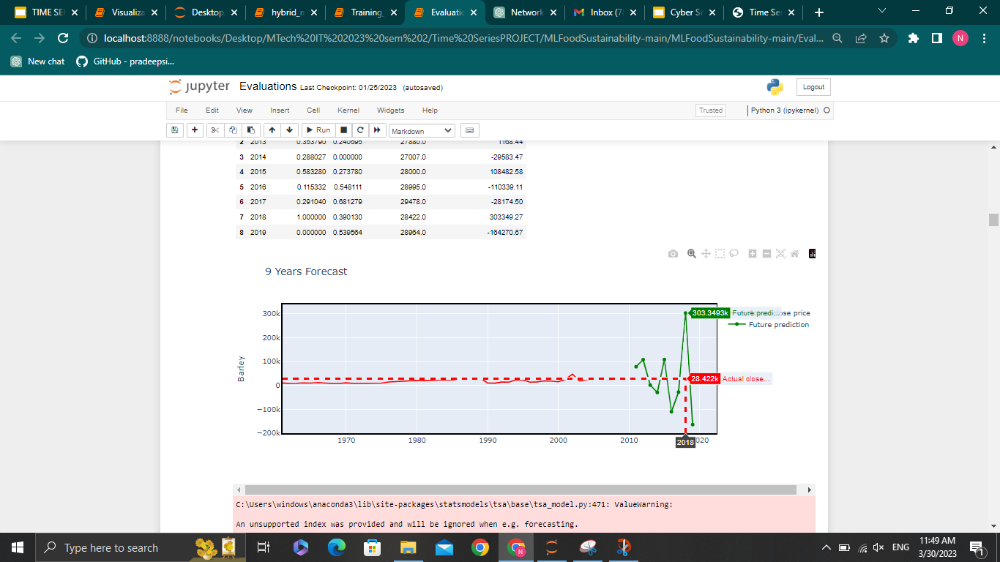 TIME SE
Visualiza
Desktop
hybrid_r
Training
Evaluatio
Network
Inbox (7
Cyber Se
Time Se
localhost:8888/notebooks/Desktop/MTech%20IT%202023%20sem%202/Time%20SeriesPROJECT/MLFoodSustainability-main/MLFoodSustainability-main/Eval...
N
New chat
GitHub - pradeepsi...
jupyter Evaluations Last Checkpoint: 01/25/2023 (autosaved)
Logout
File Edit View Insert Cell Kernel Widgets Help
Trusted
Python 3 (ipykernel)
Run
Markdown
2 2013 0.353790 0.240695 27880.0 1168.44
3 2014 0.288027 0.000000 27007.0 -29583.47
4 2015 0.583280 0.273780 28000.0 108482.58
5 2016 0.115332 0.548111 28995.0 -110339.11
6 2017 0.291040 0.681279 29478.0 -28174.50
7 2018 1.000000 0.390130 28422.0 303349.27
8 2019 0.000000 0.539564 28964.0 -164270.67
9 Years Forecast
300k
200k
100k
0
−100k
−200k
Barley
1970 1980 1990 2000 2010 2018 020
303.3493k Future predi... lose price
Future prediction
28.422k Actual close...
C:\Users\windows\anaconda3\lib\site-packages\statsmodels\tsa\base\tsa_model.py:471: ValueWarning:
An unsupported index was provided and will be ignored when e.g. forecasting.
Type here to search
N
ENG
11:49 AM
3/30/2023
1